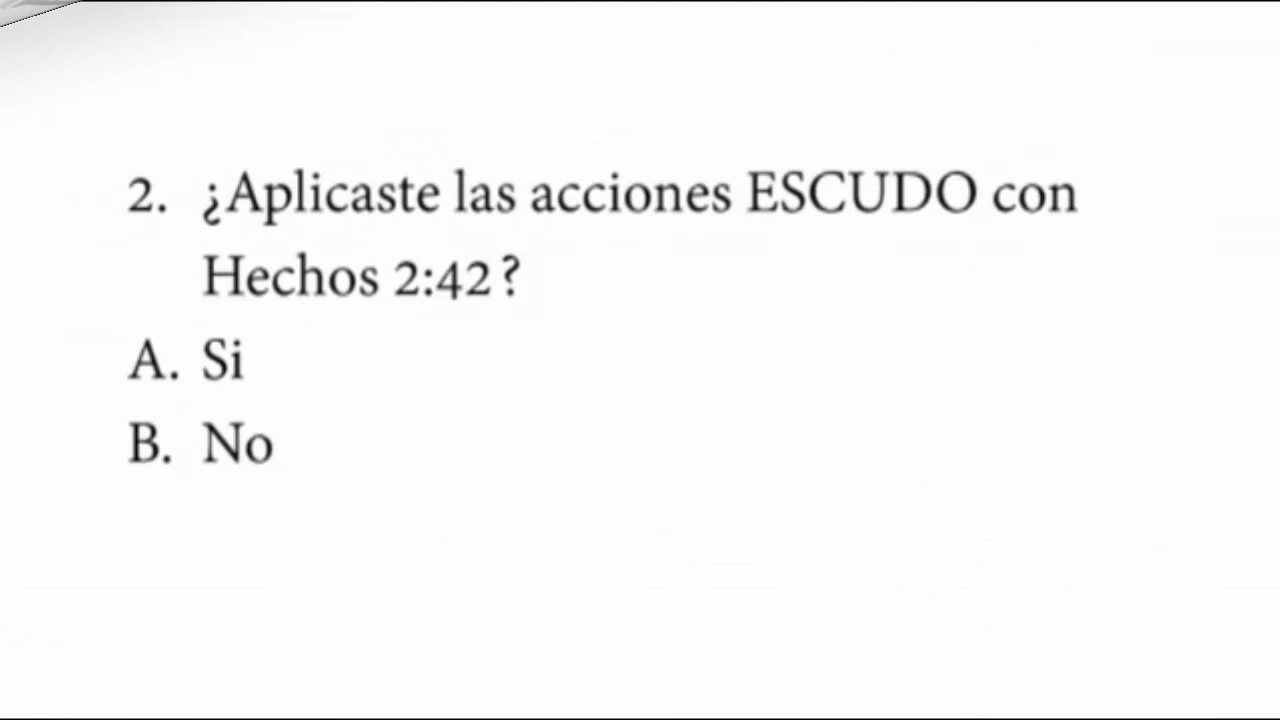 2. ¿Aplicaste las acciones ESCUDO con
Hechos 2:42?
A. Si
B. No